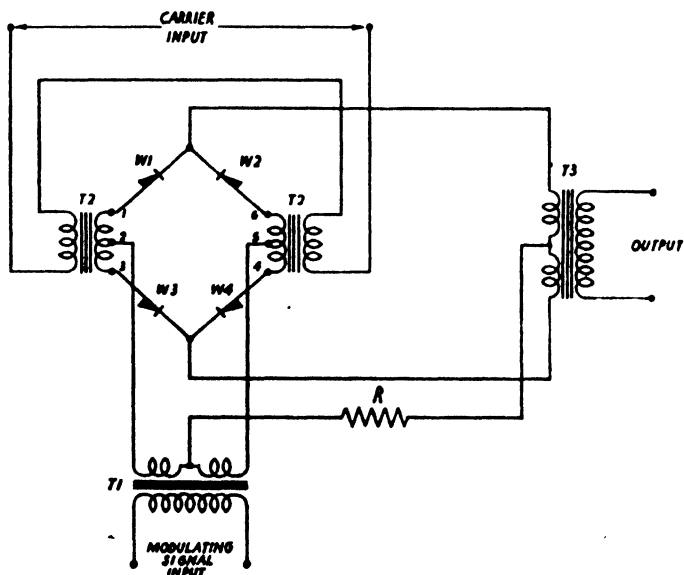 CARRIER
INPUT
W1
W2
T2
T2
T3
1
6
2
5
3
4
OUTPUT
W3
W4
R
T1
MODULATING
SIGNAL
INPUT